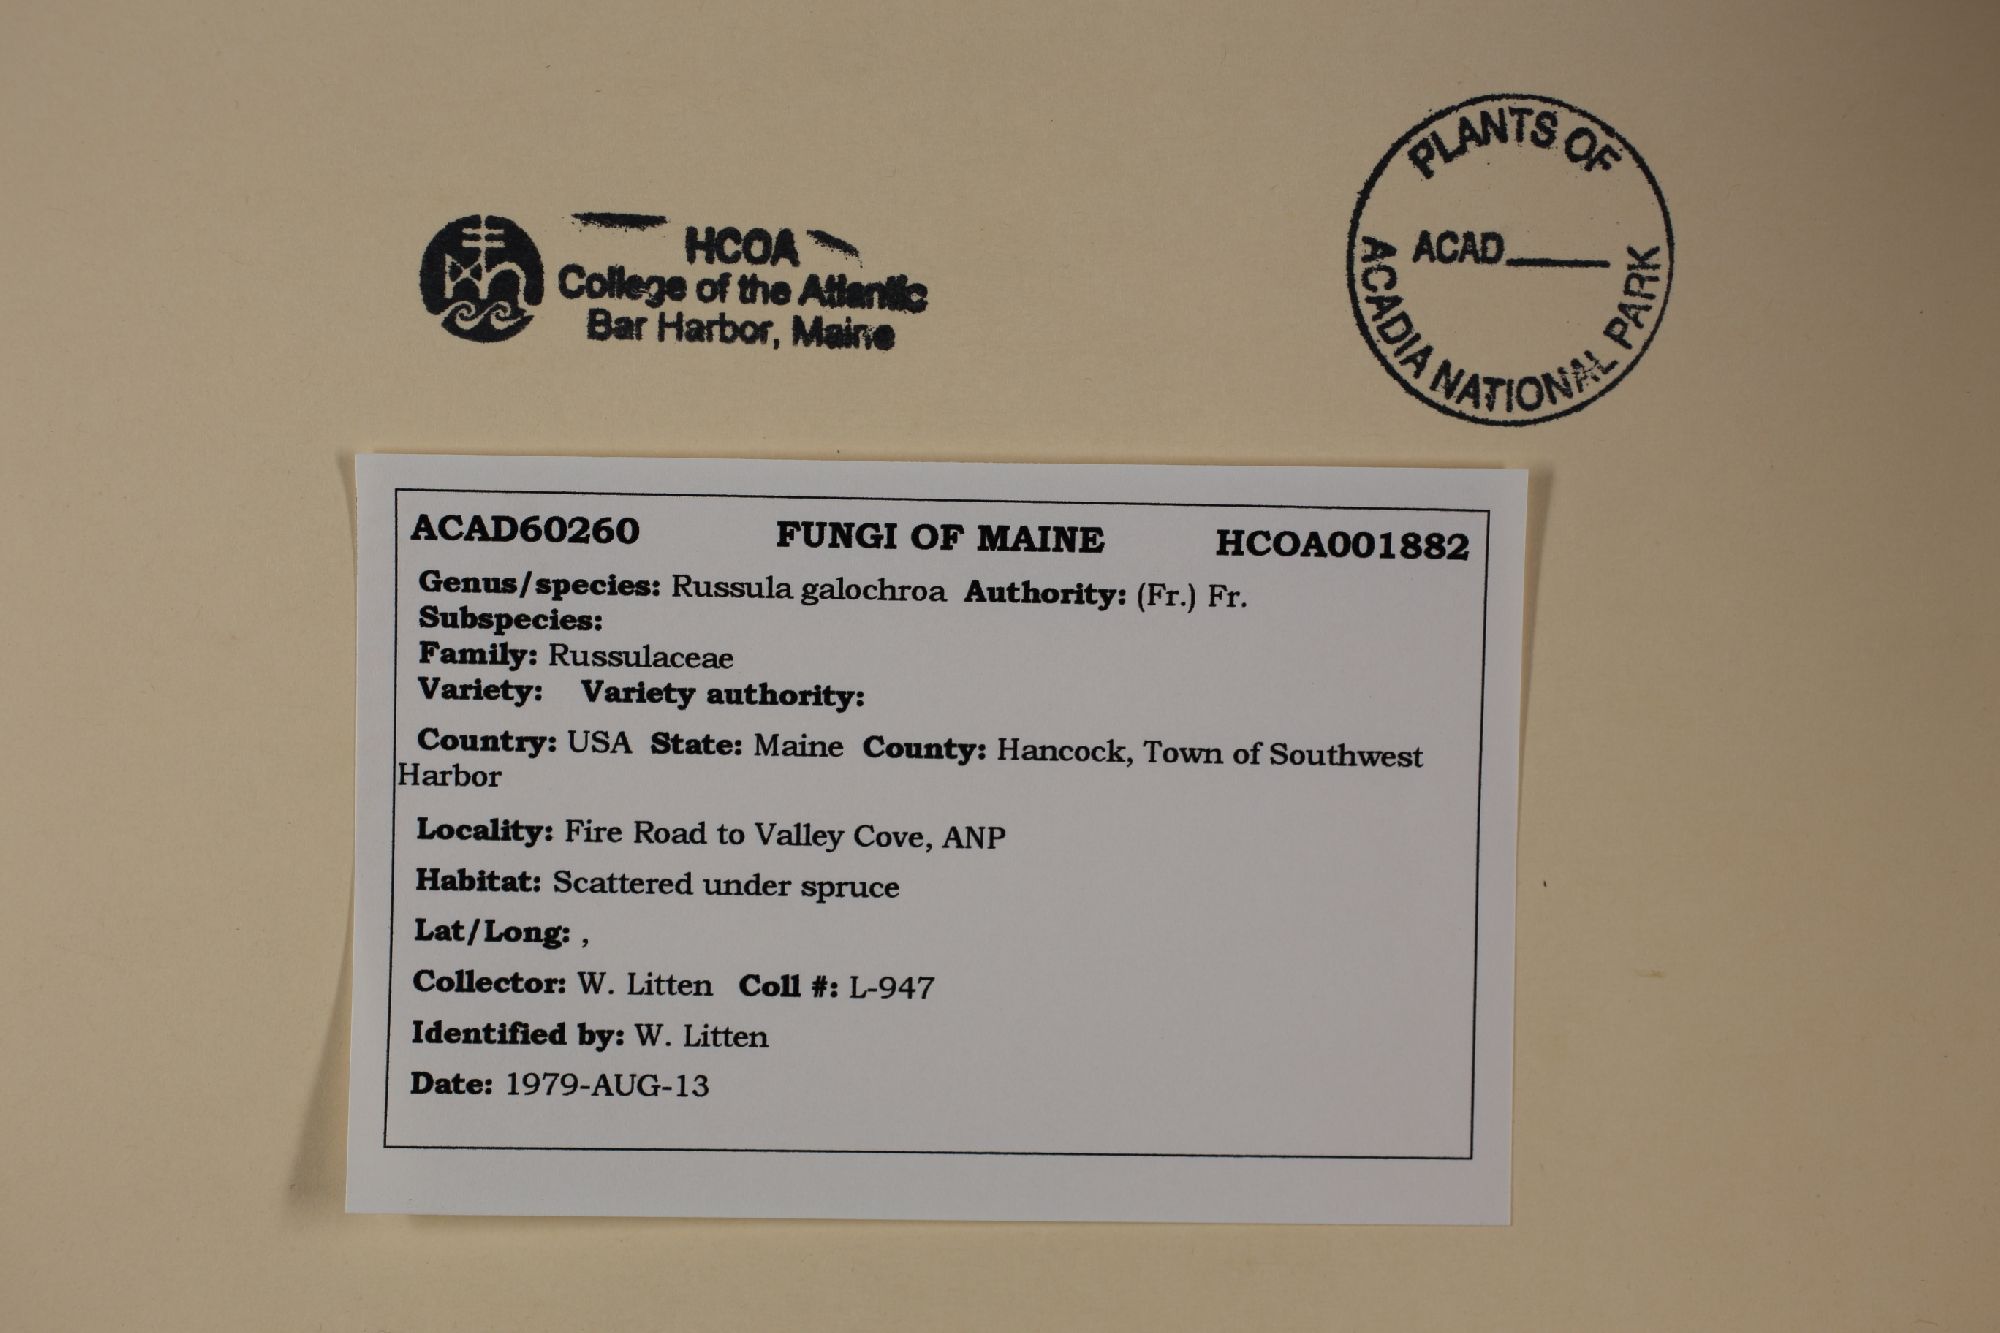 PLANTS OF
ACAD____
ACADIA NATIONAL PARK
HCOA
College of the Atlantic
Bar Harbor, Maine
ACAD60260 FUNGI OF MAINE HCOA001882
Genus/species: Russula galochroa Authority: (Fr.) Fr.
Subspecies:
Family: Russulaceae
Variety: Variety authority:
Country: USA State: Maine County: Hancock, Town of Southwest
Harbor
Locality: Fire Road to Valley Cove, ANP
Habitat: Scattered under spruce
Lat/Long: ,
Collector: W. Litten Coll #: L-947
Identified by: W. Litten
Date: 1979-AUG-13